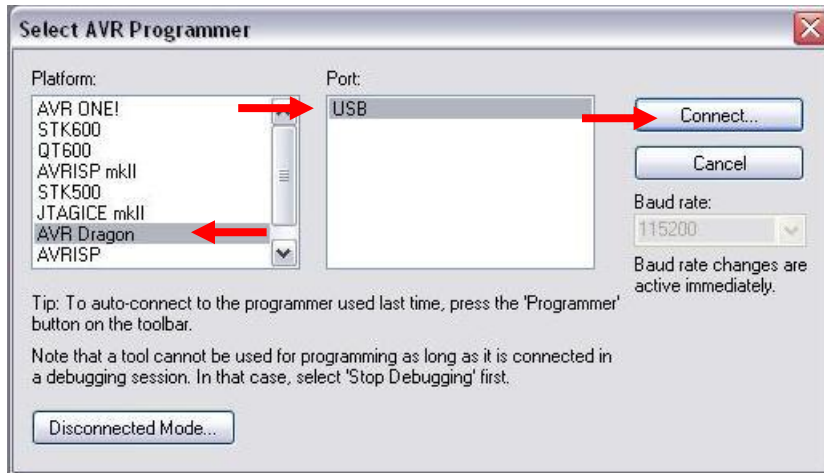 Select AVR Programmer
Platform:
AVR ONE!
STK600
QT600
AVRISP mkII
STK500
JTAGICE mkII
AVR Dragon
AVRISP
Port:
USB
Connect...
Cancel
Baud rate:
115200
Baud rate changes are
active immediately.
Tip: To auto-connect to the programmer used last time, press the 'Programmer'
button on the toolbar.
Note that a tool cannot be used for programming as long as it is connected in
a debugging session. In that case, select 'Stop Debugging' first.
Disconnected Mode...